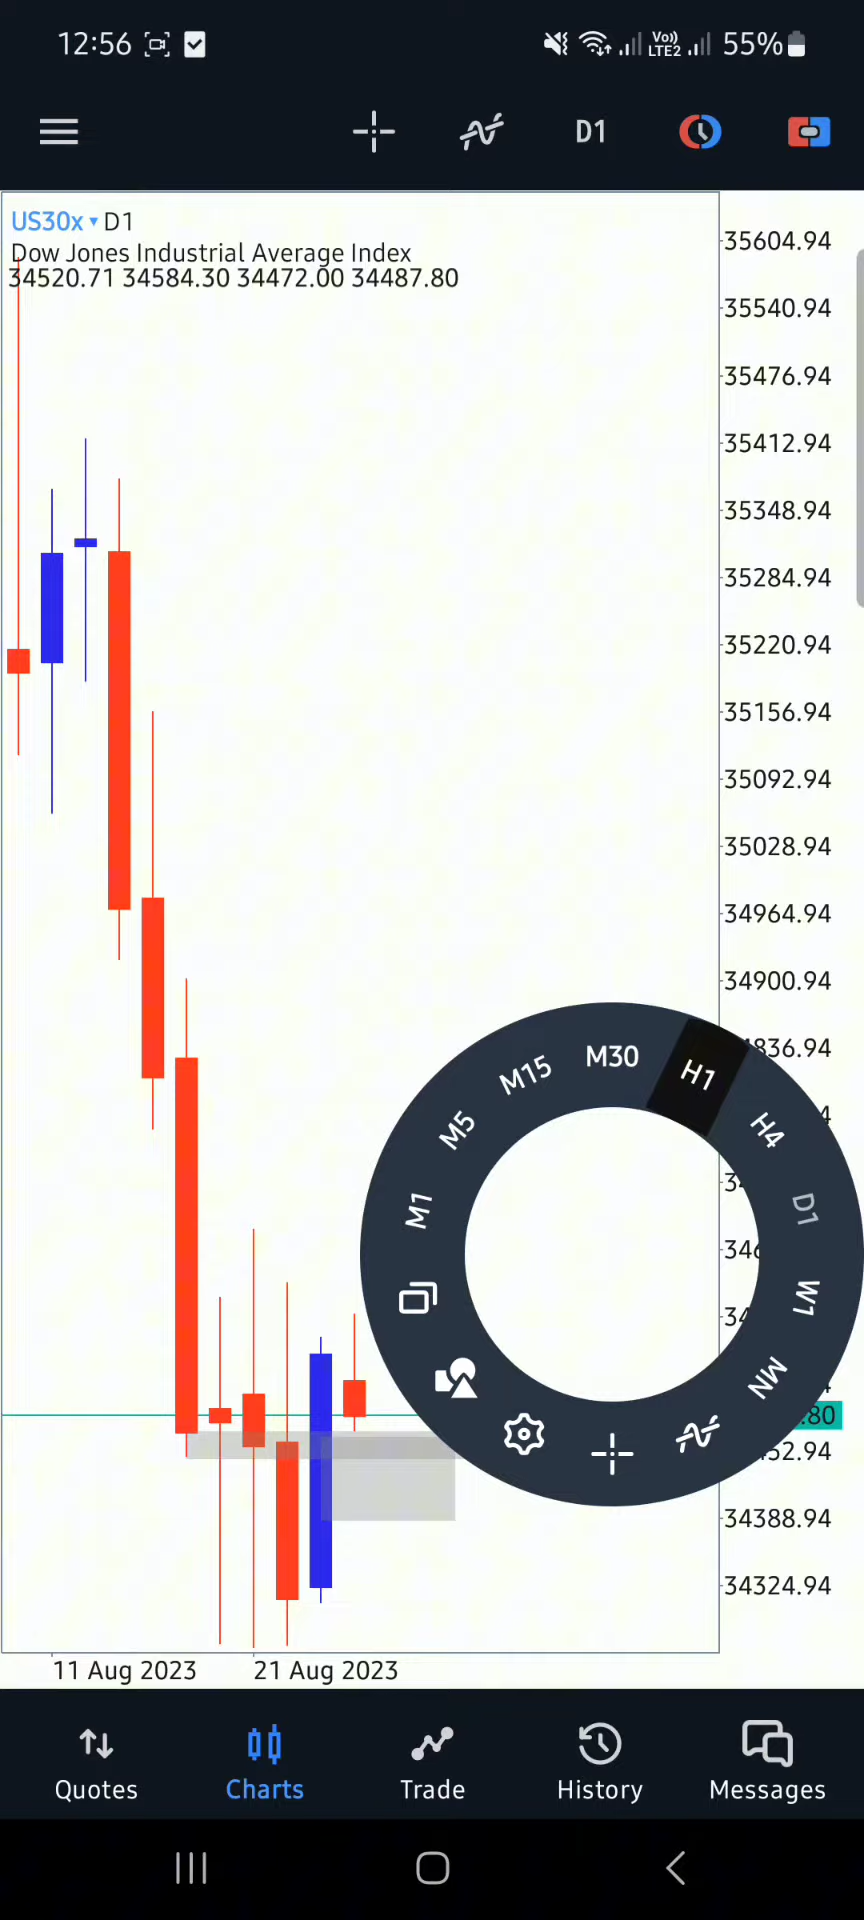 12:56 Vo)) LTE2 55%
D1
US30x ▾ D1
Dow Jones Industrial Average Index
34520.71 34584.30 34472.00 34487.80
35604.94
35540.94
35476.94
35412.94
35348.94
35284.94
35220.94
35156.94
35092.94
35028.94
34964.94
34900.94
M1
M5
M15
M30
H1
H4
D1
W1
MN
34388.94
34324.94
11 Aug 2023 21 Aug 2023
Quotes Charts Trade History Messages